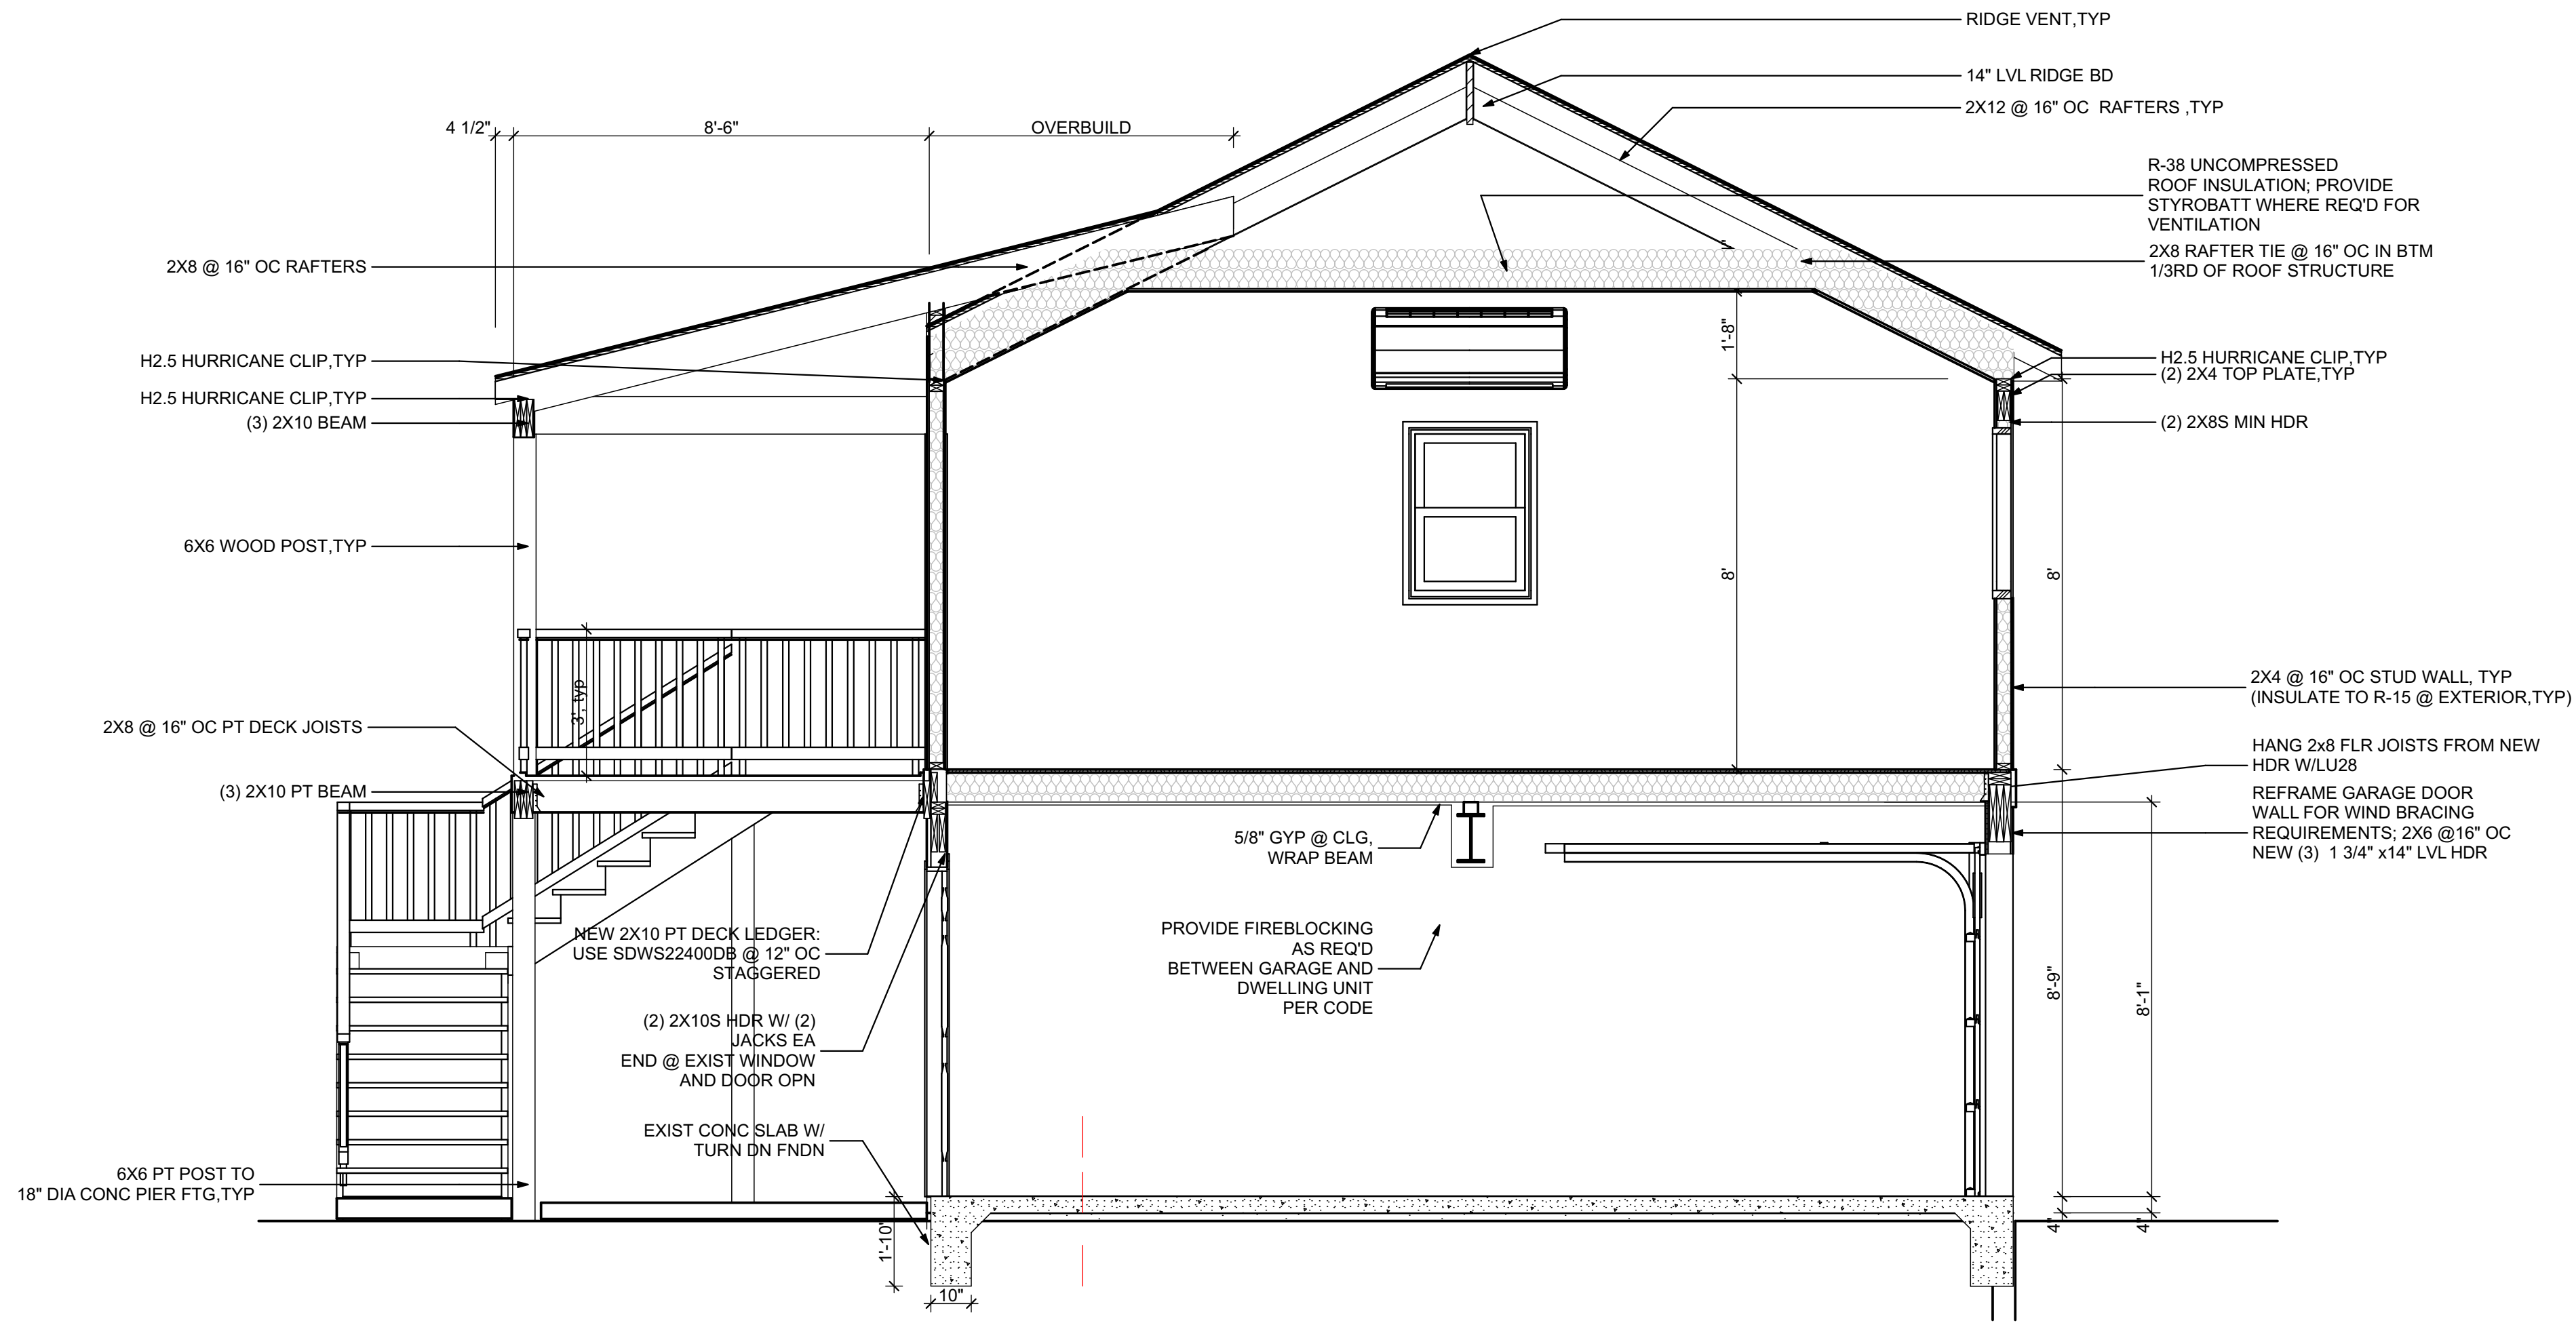 RIDGE VENT,TYP
14" LVL RIDGE BD
2X12 @ 16" OC  RAFTERS ,TYP
4 1/2"
8'-6"
OVERBUILD
R-38 UNCOMPRESSED
ROOF INSULATION; PROVIDE
STYROBATT WHERE REQ'D FOR
VENTILATION
2X8 RAFTER TIE @ 16" OC IN BTM
1/3RD OF ROOF STRUCTURE
2X8 @ 16" OC RAFTERS
H2.5 HURRICANE CLIP,TYP
H2.5 HURRICANE CLIP,TYP
(3) 2X10 BEAM
1'-8"
H2.5 HURRICANE CLIP,TYP
(2) 2X4 TOP PLATE,TYP
(2) 2X8S MIN HDR
6X6 WOOD POST,TYP
8'
8'
3', typ
2X4 @ 16" OC STUD WALL, TYP
(INSULATE TO R-15 @ EXTERIOR,TYP)
2X8 @ 16" OC PT DECK JOISTS
(3) 2X10 PT BEAM
HANG 2x8 FLR JOISTS FROM NEW
HDR W/LU28
REFRAME GARAGE DOOR
WALL FOR WIND BRACING
REQUIREMENTS; 2X6 @16" OC
NEW (3)  1 3/4" x14" LVL HDR
5/8" GYP @ CLG,
WRAP BEAM
NEW 2X10 PT DECK LEDGER:
USE SDWS22400DB @ 12" OC
STAGGERED
PROVIDE FIREBLOCKING
AS REQ'D
BETWEEN GARAGE AND
DWELLING UNIT
PER CODE
8'-9"
8'-1"
(2) 2X10S HDR W/ (2)
JACKS EA
END @ EXIST WINDOW
AND DOOR OPN
EXIST CONC SLAB W/
TURN DN FNDN
6X6 PT POST TO
18" DIA CONC PIER FTG,TYP
1'-10"
4"
4"
10"